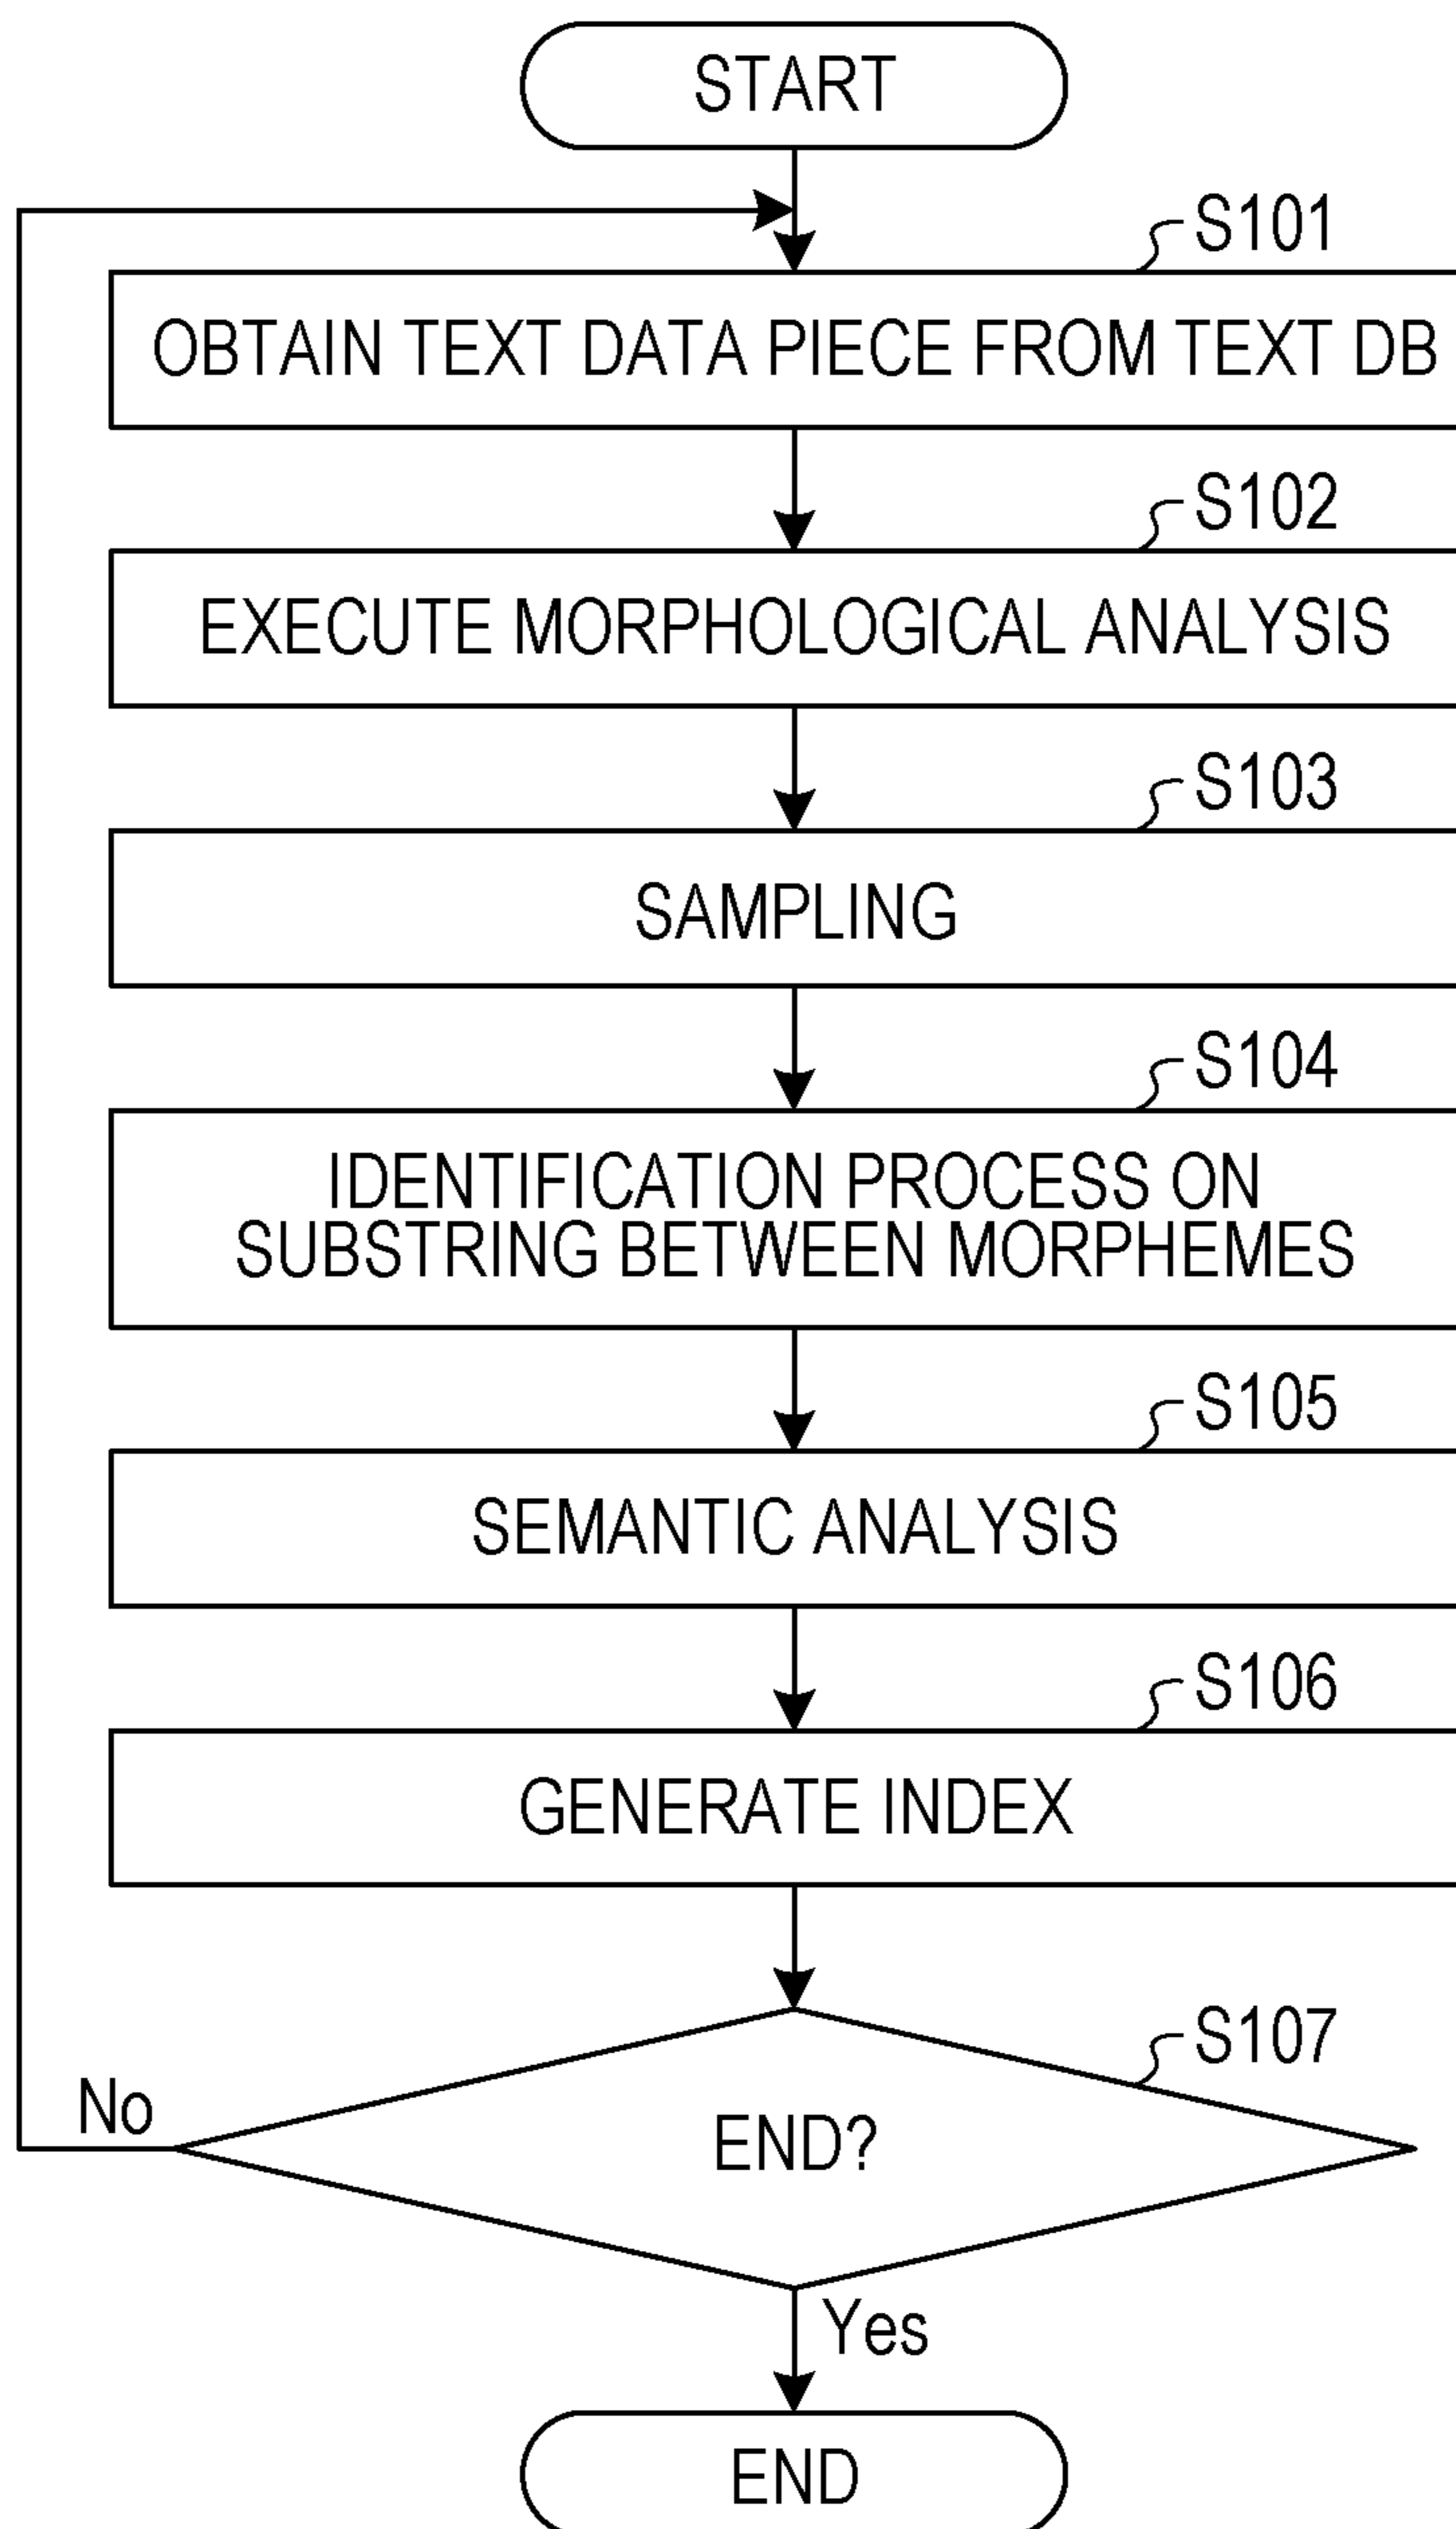 START
S101
OBTAIN TEXT DATA PIECE FROM TEXT DB
S102
EXECUTE MORPHOLOGICAL ANALYSIS
S103
SAMPLING
S104
IDENTIFICATION PROCESS ON
SUBSTRING BETWEEN MORPHEMES
S105
SEMANTIC ANALYSIS
S106
GENERATE INDEX
S107
No
END?
Yes
END